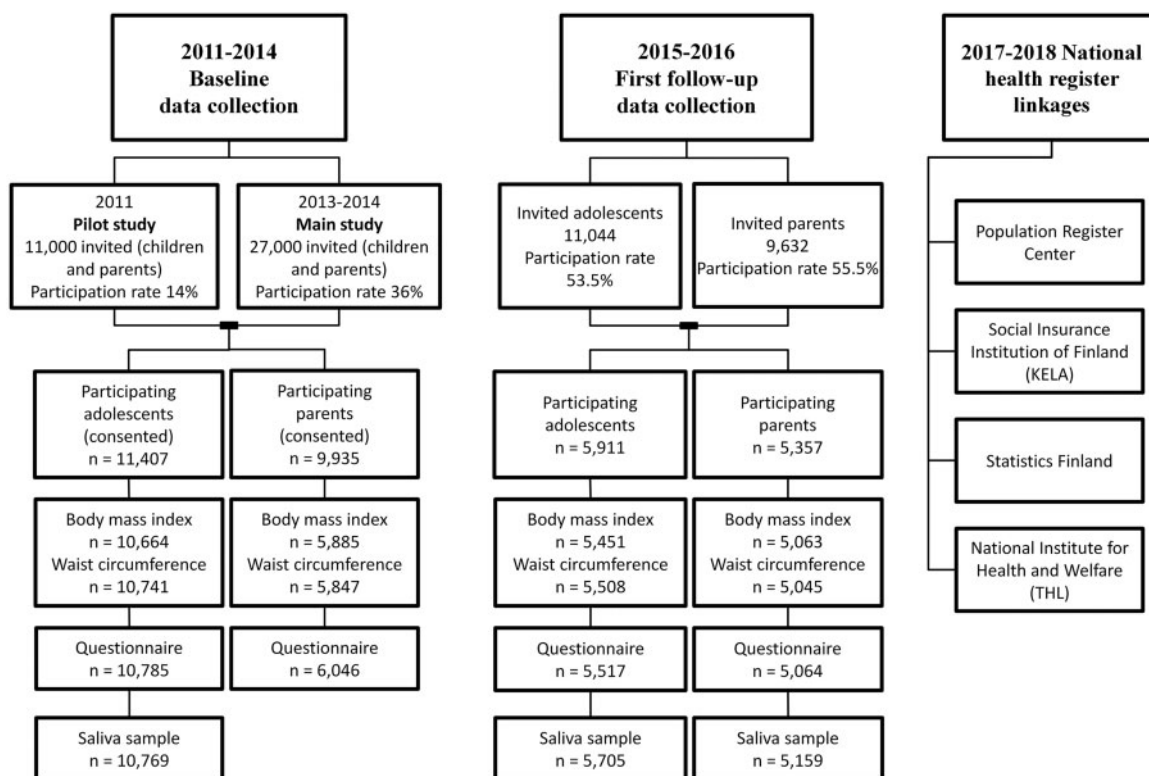 2011-2014
Baseline
data collection
2011
Pilot study
11,000 invited (children
and parents)
Participation rate 14%
2013-2014
Main study
27,000 invited (children
and parents)
Participation rate 36%
Participating
adolescents
(consented)
n = 11,407
Participating
parents
(consented)
n = 9,935
Body mass index
n = 10,664
Waist circumference
n = 10,741
Body mass index
n = 5,885
Waist circumference
n = 5,847
Questionnaire
n = 10,785
Questionnaire
n = 6,046
Saliva sample
n = 10,769
2015-2016
First follow-up
data collection
Invited adolescents
11,044
Participation rate
53.5%
Invited parents
9,632
Participation rate 55.5%
Participating
adolescents
n = 5,911
Participating
parents
n = 5,357
Body mass index
n = 5,451
Waist circumference
n = 5,508
Body mass index
n = 5,063
Waist circumference
n = 5,045
Questionnaire
n = 5,517
Questionnaire
n = 5,064
Saliva sample
n = 5,705
Saliva sample
n = 5,159
2017-2018 National
health register
linkages
Population Register
Center
Social Insurance
Institution of Finland
(KELA)
Statistics Finland
National Institute for
Health and Welfare
(THL)